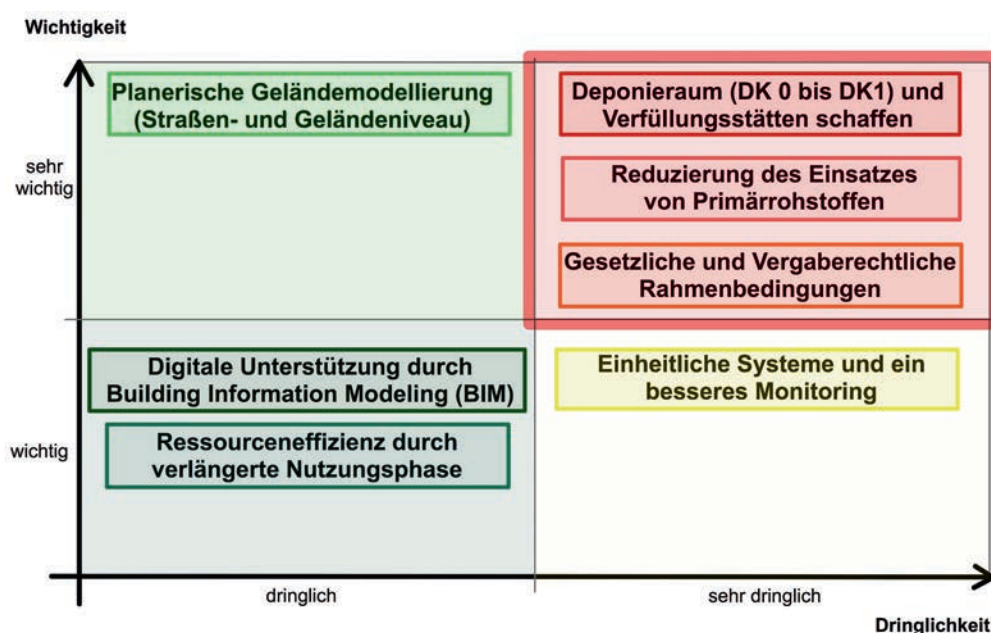 Wichtigkeit
Planerische Geländemodellierung
(Straßen- und Geländeniveau)
Deponieraum (DK 0 bis DK1) und
Verfüllungsstätten schaffen
sehr
wichtig
Reduzierung des Einsatzes
von Primärrohstoffen
Gesetzliche und Vergaberechtliche
Rahmenbedingungen
Digitale Unterstützung durch
Building Information Modeling (BIM)
Einheitliche Systeme und ein
besseres Monitoring
wichtig
Ressourceneffizienz durch
verlängerte Nutzungsphase
dringlich
sehr dringlich
Dringlichkeit